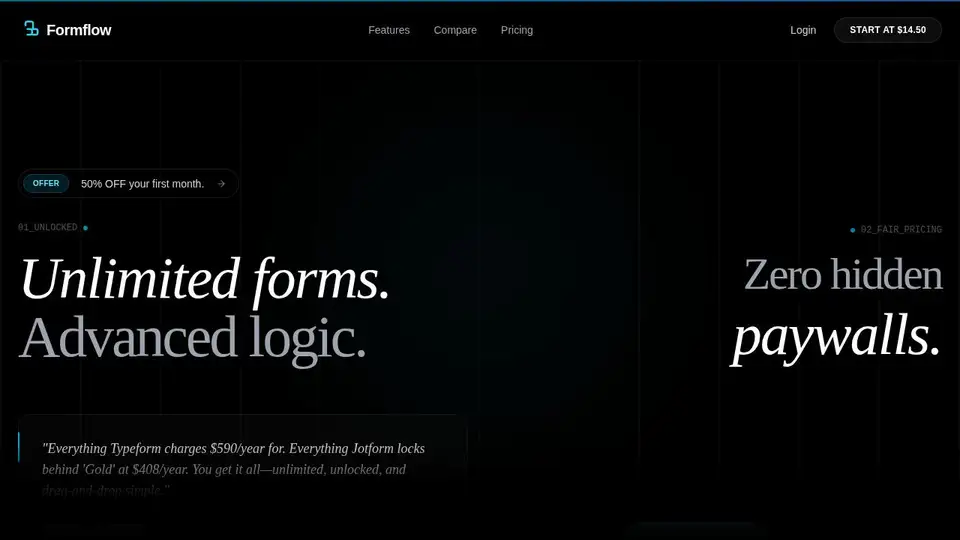 Formflow
Features
Compare
Pricing
Login
START AT $14.50
OFFER
50% OFF your first month.
01_UNLOCKED
Unlimited forms.
Advanced logic.
02_FAIR_PRICING
Zero hidden
paywalls.
"Everything Typeform charges $590/year for. Everything Jotform locks
behind 'Gold' at $408/year. You get it all—unlimited, unlocked, and
drag-and-drop simple."